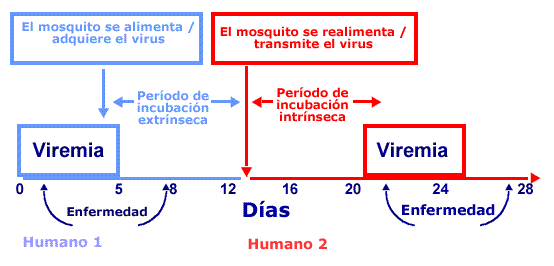 El mosquito se alimenta /
adquiere el virus
El mosquito se realimenta /
transmite el virus
Período de
incubación
extrínseca
Período de
incubación
intrínseca
Viremia
Viremia
0 5 8 12 16 20 24 28
Enfermedad
Días
Enfermedad
Humano 1
Humano 2